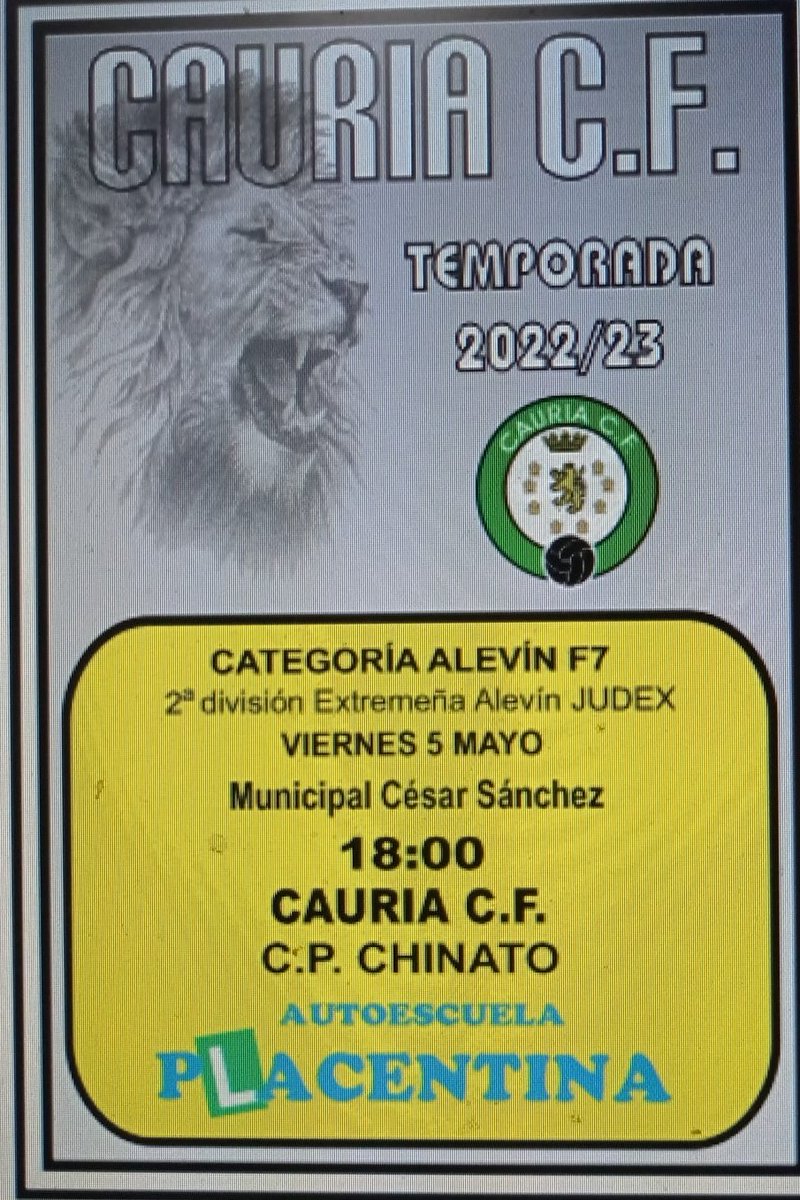 CAURIA C.F.
TEMPORADA
2022/23
CAURIA C.F
CATEGORÍA ALEVÍN F7
2ª división Extremeña Alevín JUDEX
VIERNES 5 MAYO
Municipal César Sánchez
18:00
CAURIA C.F.
C.P. CHINATO
AUTOESCUELA
PLACENTINA